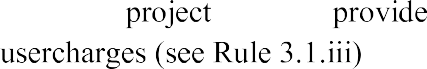 project provide
usercharges (see Rule 3.1.iii)